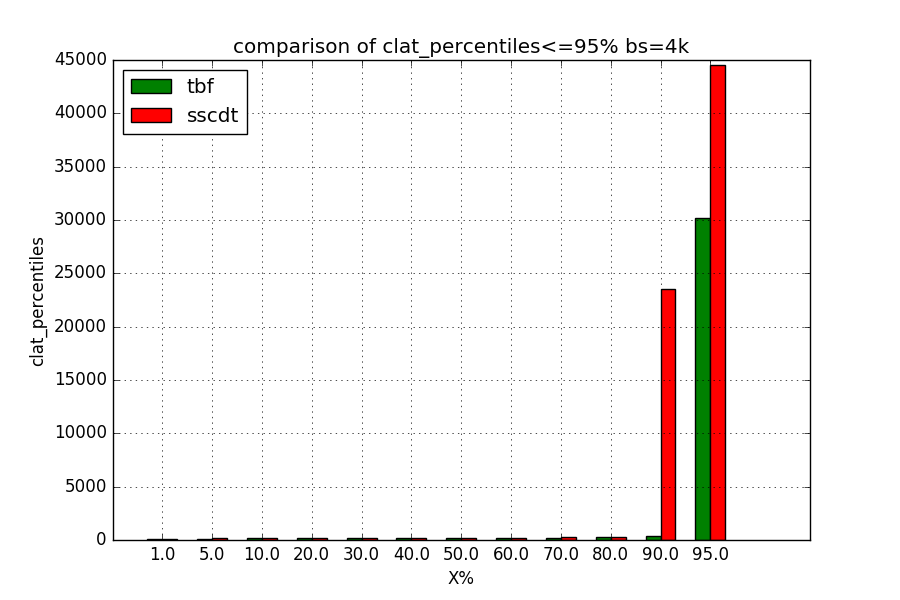 comparison of clat_percentiles<=95% bs=4k
tbf
sscdt
45000
40000
35000
30000
25000
20000
15000
10000
5000
0
clat_percentiles
1.0 5.0 10.0 20.0 30.0 40.0 50.0 60.0 70.0 80.0 90.0 95.0
X%